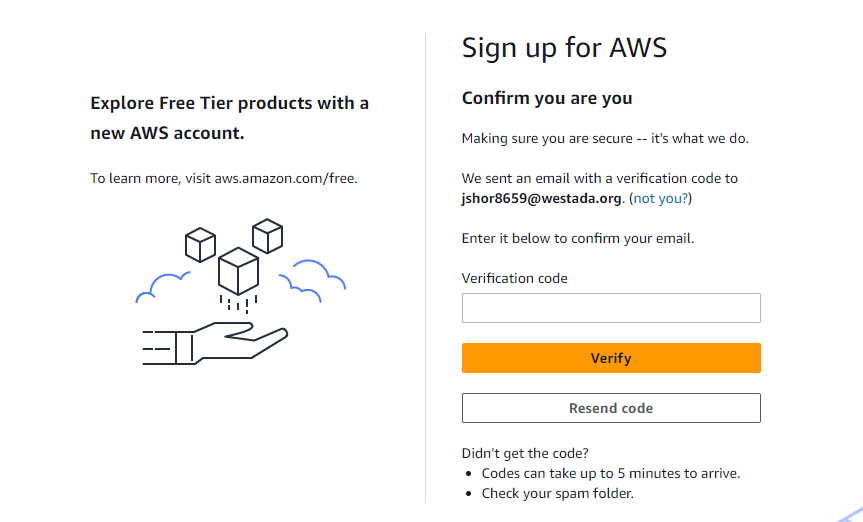 Explore Free Tier products with a
new AWS account.
To learn more, visit aws.amazon.com/free.
Sign up for AWS
Confirm you are you
Making sure you are secure -- it's what we do.
We sent an email with a verification code to
jshor8659@westada.org. (not you?)
Enter it below to confirm your email.
Verification code
Verify
Resend code
Didn't get the code?
• Codes can take up to 5 minutes to arrive.
• Check your spam folder.